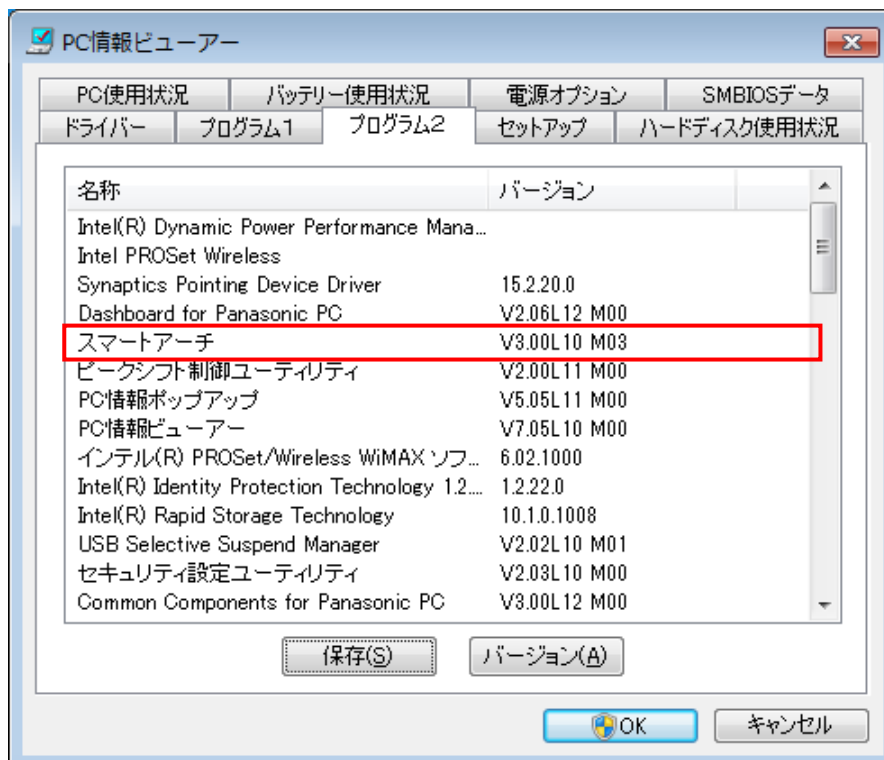 PC情報ビューアー
PC使用状況 バッテリー使用状況 電源オプション SMBIOSデータ
ドライバー プログラム1 プログラム2 セットアップ ハードディスク使用状況
名称 バージョン
Intel(R) Dynamic Power Performance Mana...
Intel PROSet Wireless
Synaptics Pointing Device Driver 15.2.20.0
Dashboard for Panasonic PC V2.06L12 M00
スマートアーチ V3.00L10 M03
ピークシフト制御ユーティリティ V2.00L11 M00
PC情報ポップアップ V5.05L11 M00
PC情報ビューアー V7.05L10 M00
インテル(R) PROSet/Wireless WiMAX ソフ... 6.02.1000
Intel(R) Identity Protection Technology 1.2.... 1.2.22.0
Intel(R) Rapid Storage Technology 10.1.0.1008
USB Selective Suspend Manager V2.02L10 M01
セキュリティ設定ユーティリティ V2.03L10 M00
Common Components for Panasonic PC V3.00L12 M00
保存(S) バージョン(A)
OK キャンセル